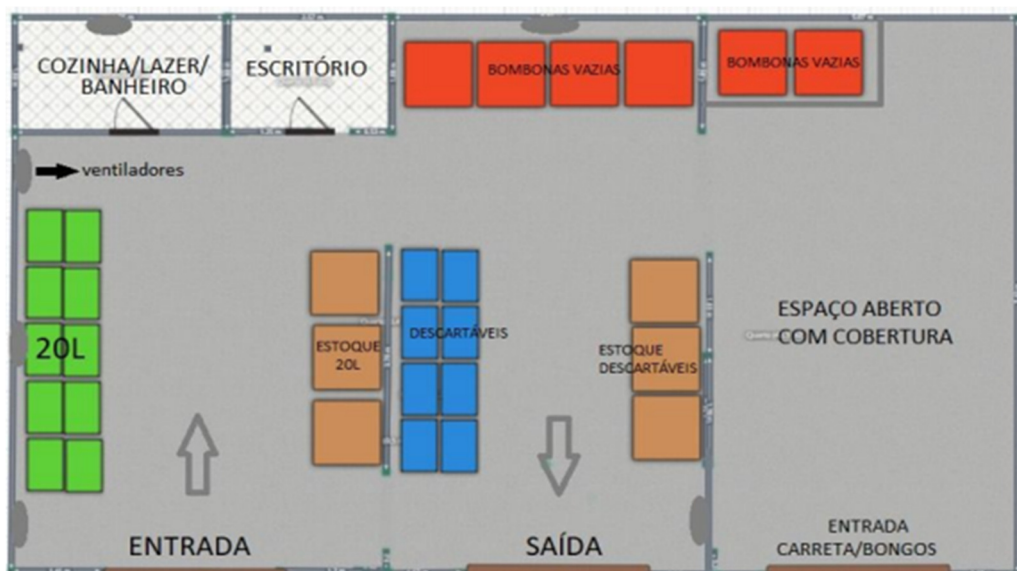 COZINHA/LAZER/
BANHEIRO
ESCRITÓRIO
BOMBONAS VAZIAS
BOMBONAS VAZIAS
ventiladores
20L
ESTOQUE
20L
DESCARTÁVEIS
ESTOQUE
DESCARTÁVEIS
ESPAÇO ABERTO
COM COBERTURA
ENTRADA
SAÍDA
ENTRADA
CARRETA/BONGOS